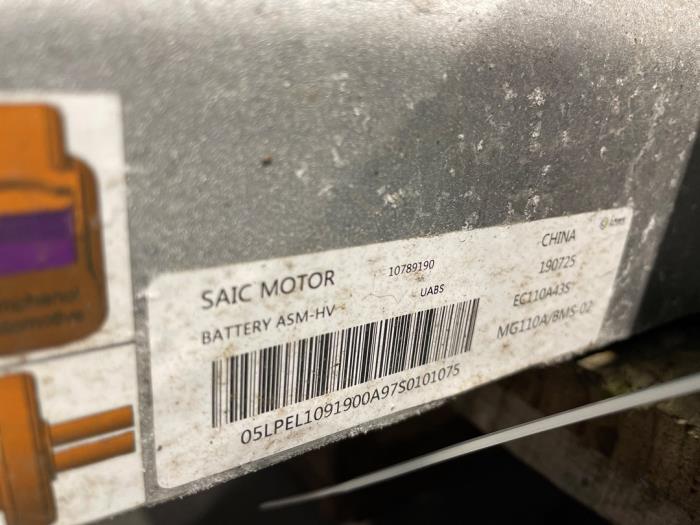 SAIC MOTOR
10789190
CHINA
BATTERY ASM-HV
UABS
190725
EC110A43S
MG110A/BMS-02
05LPEL1091900A97S0101075